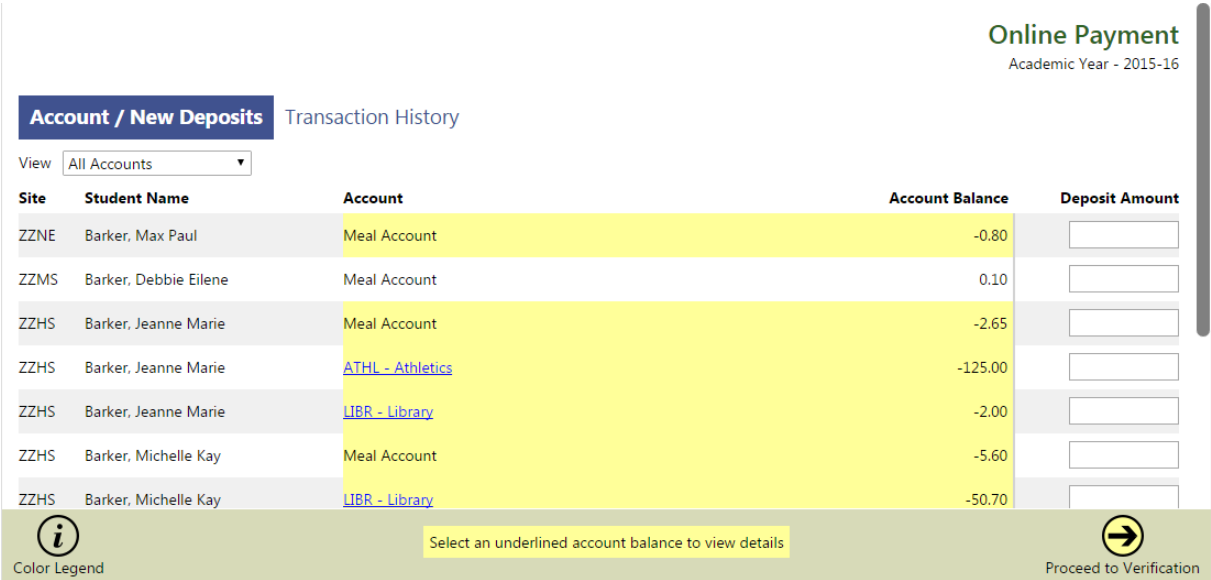 Online Payment
Academic Year - 2015-16
Account / New Deposits Transaction History
View All Accounts
Site Student Name Account Account Balance Deposit Amount
ZZNE Barker, Max Paul Meal Account -0.80
ZZMS Barker, Debbie Eilene Meal Account 0.10
ZZHS Barker, Jeanne Marie Meal Account -2.65
ZZHS Barker, Jeanne Marie ATHL - Athletics -125.00
ZZHS Barker, Jeanne Marie LIBR - Library -2.00
ZZHS Barker, Michelle Kay Meal Account -5.60
ZZHS Barker, Michelle Kay LIBR - Library -50.70
i Select an underlined account balance to view details
Color Legend Proceed to Verification